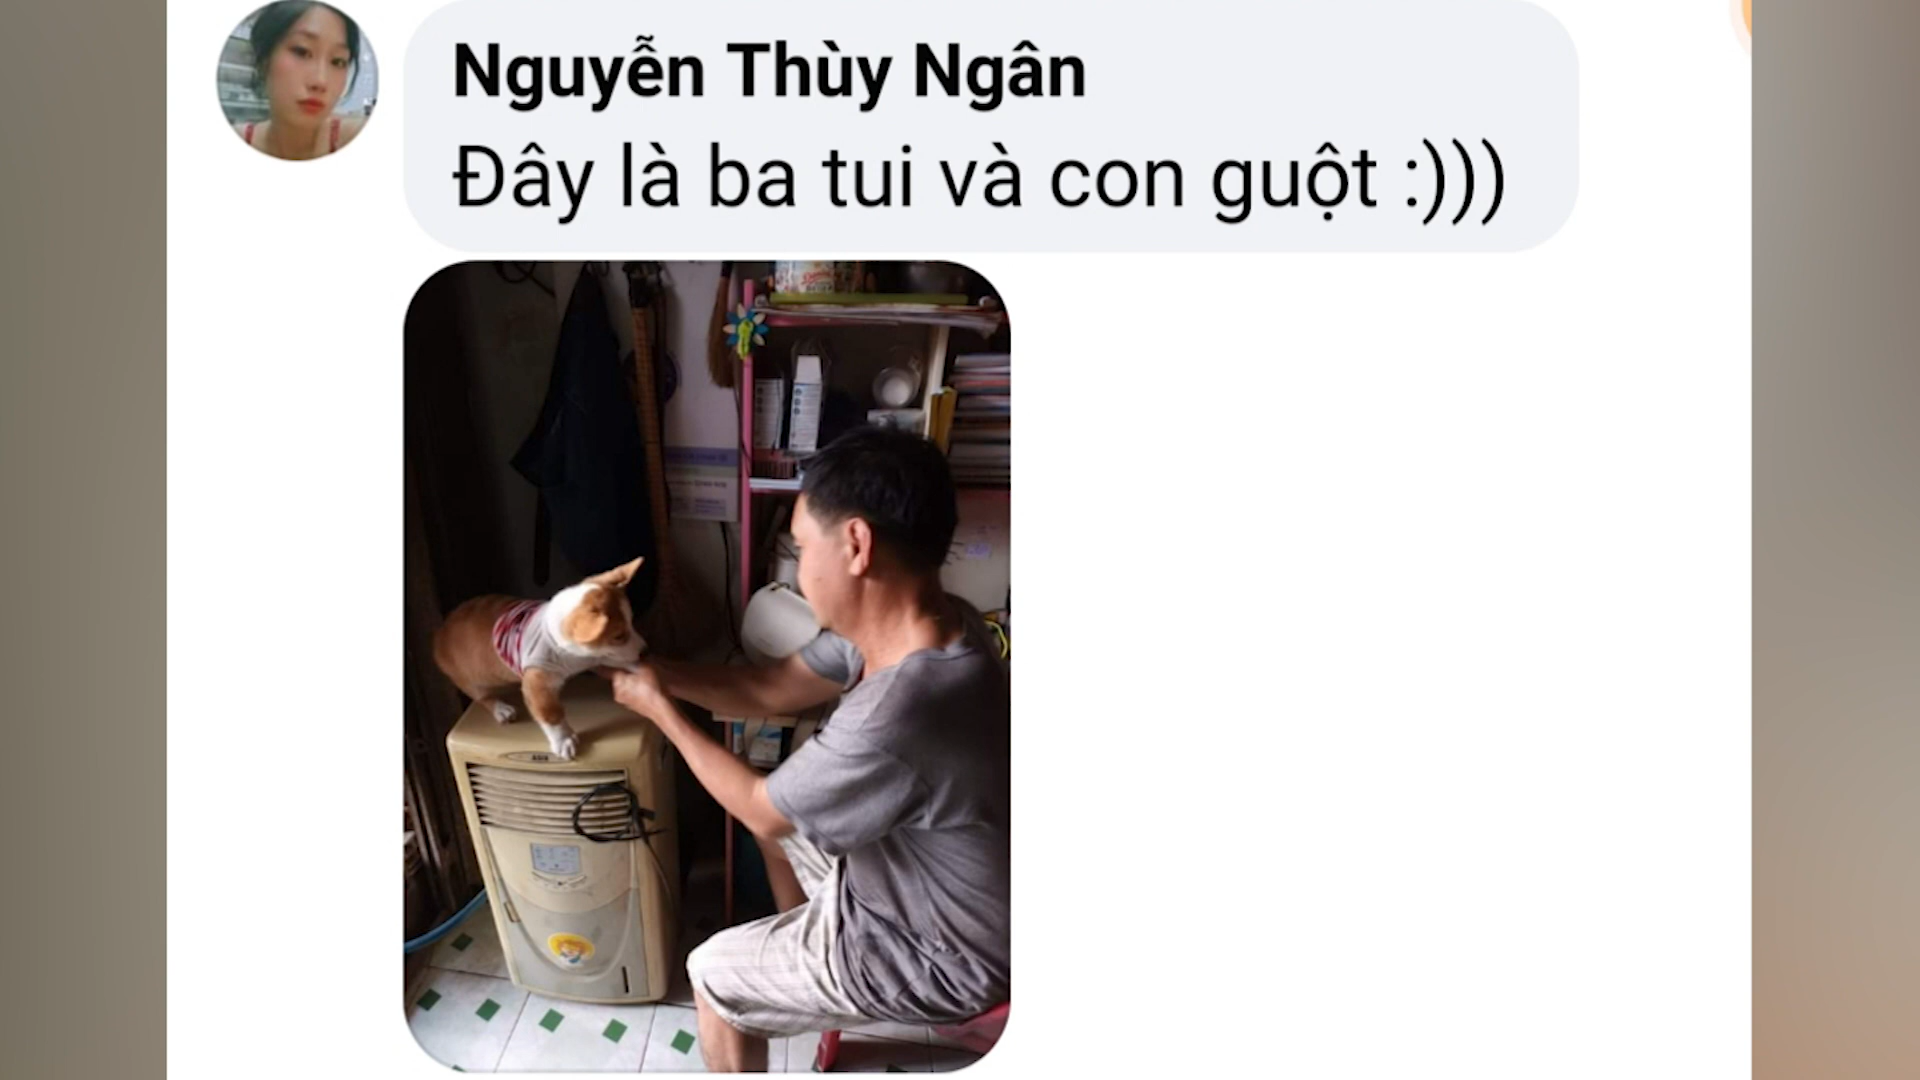 Nguyễn Thùy Ngân
Đây là ba tui và con guột :)))